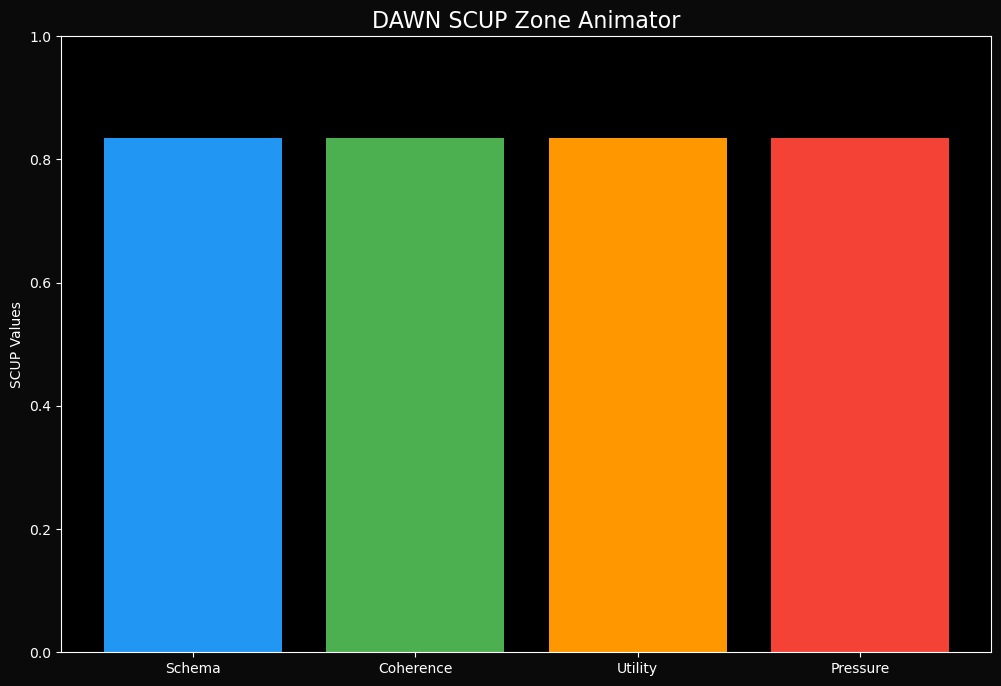 DAWN SCUP Zone Animator
1.0
0.8
0.6
0.4
0.2
0.0
SCUP Values
Schema
Coherence
Utility
Pressure